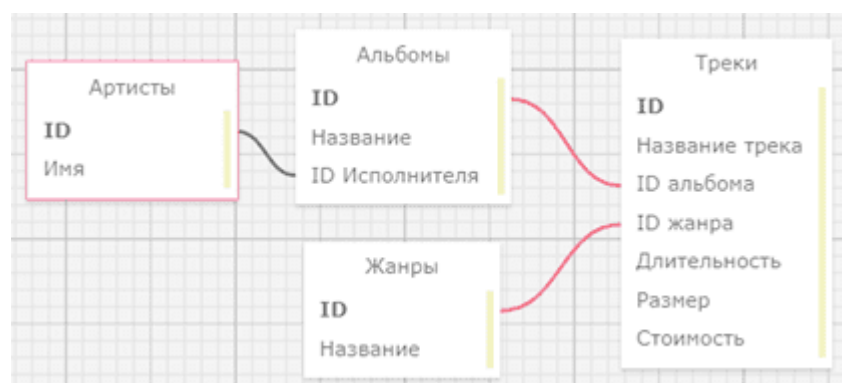 Артисты
ID
Имя
Альбомы
ID
Название
ID Исполнителя
Жанры
ID
Название
Треки
ID
Название трека
ID альбома
ID жанра
Длительность
Размер
Стоимость